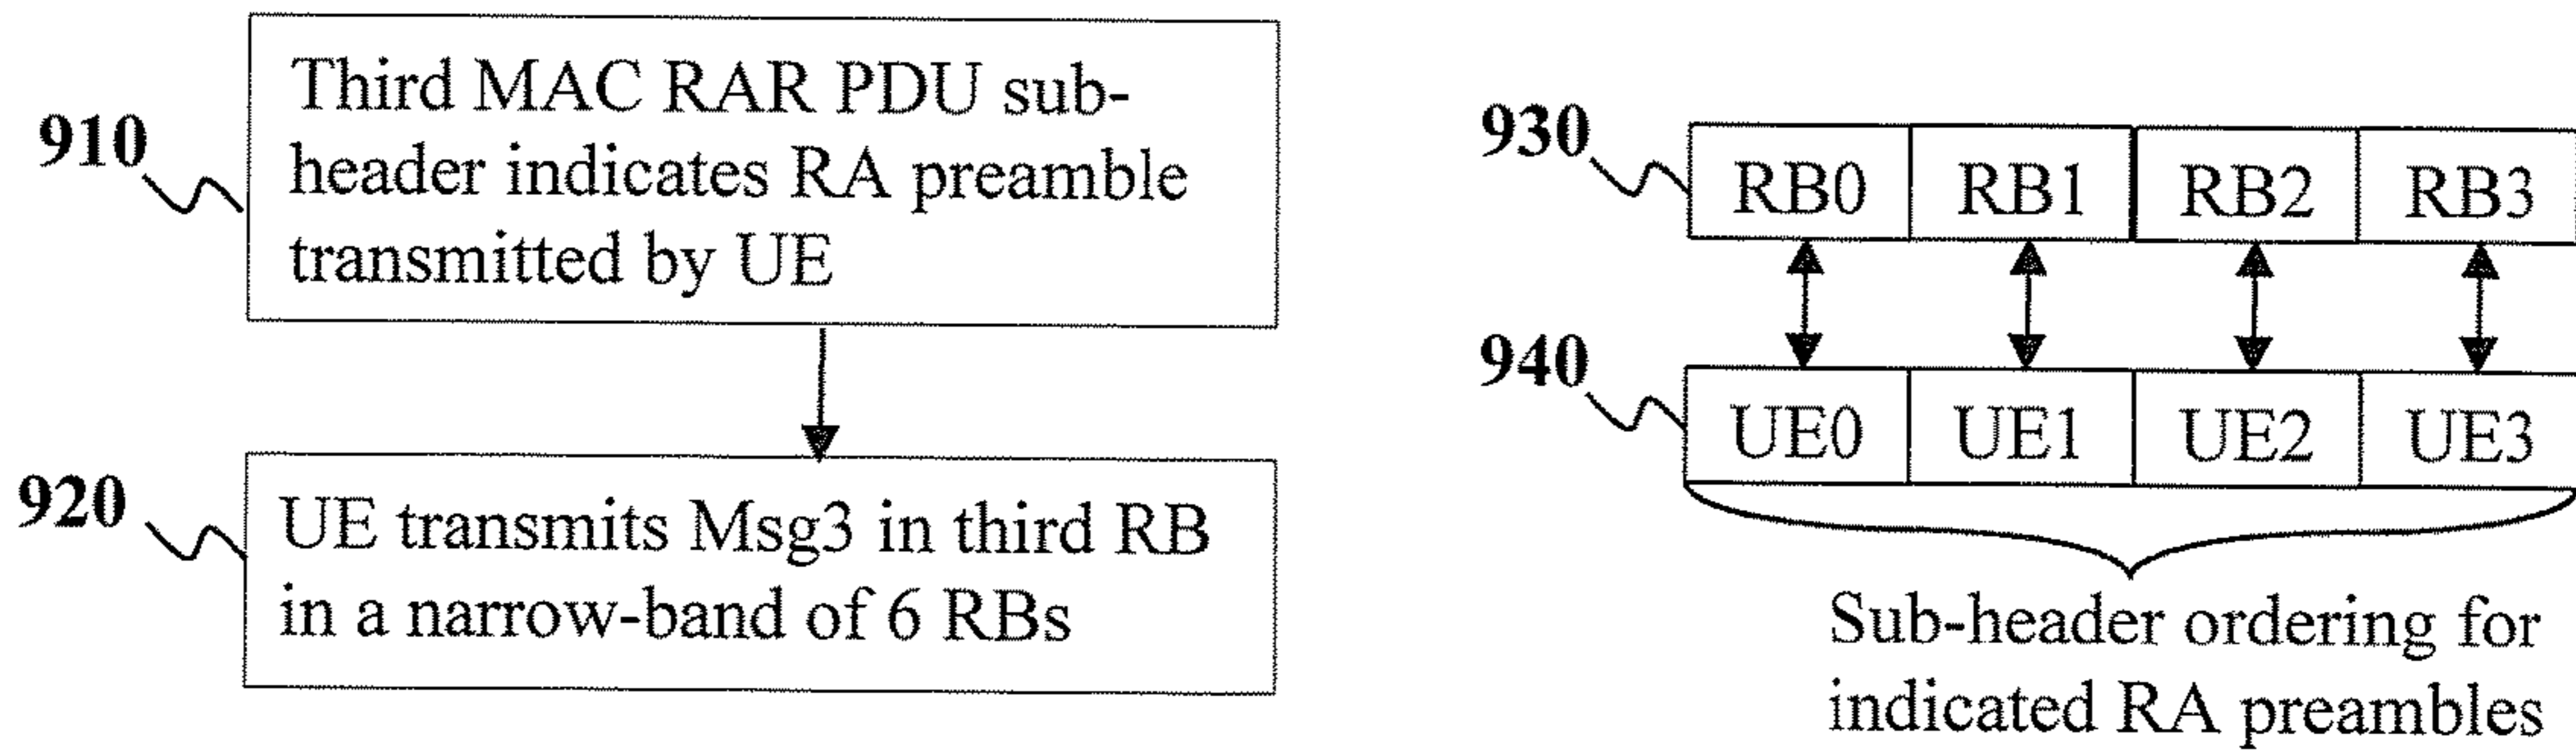 910
Third MAC RAR PDU sub-
header indicates RA preamble
transmitted by UE
920
UE transmits Msg3 in third RB
in a narrow-band of 6 RBs
930
RB0 RB1 RB2 RB3
940
UE0 UE1 UE2 UE3
Sub-header ordering for
indicated RA preambles